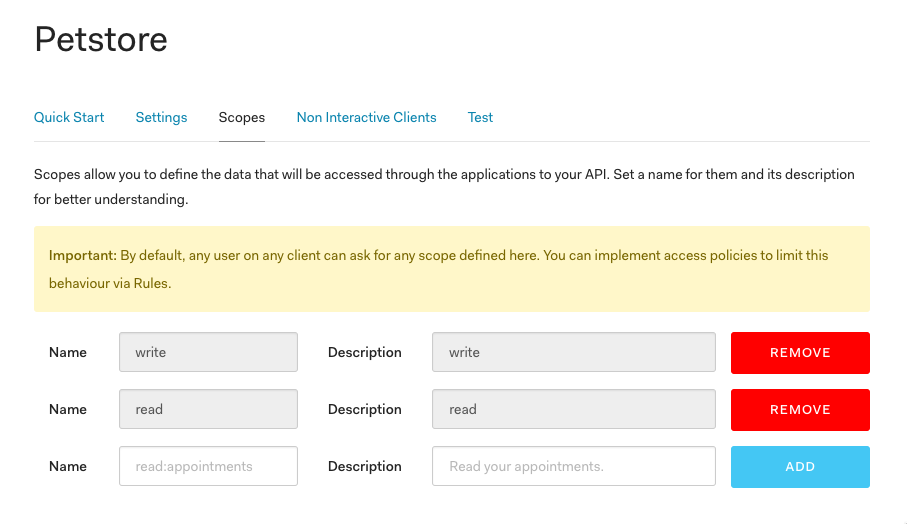 Petstore
Quick Start Settings Scopes Non Interactive Clients Test
Scopes allow you to define the data that will be accessed through the applications to your API. Set a name for them and its description
for better understanding.
Important: By default, any user on any client can ask for any scope defined here. You can implement access policies to limit this
behaviour via Rules.
Name write Description write REMOVE
Name read Description read REMOVE
Name read:appointments Description Read your appointments. ADD